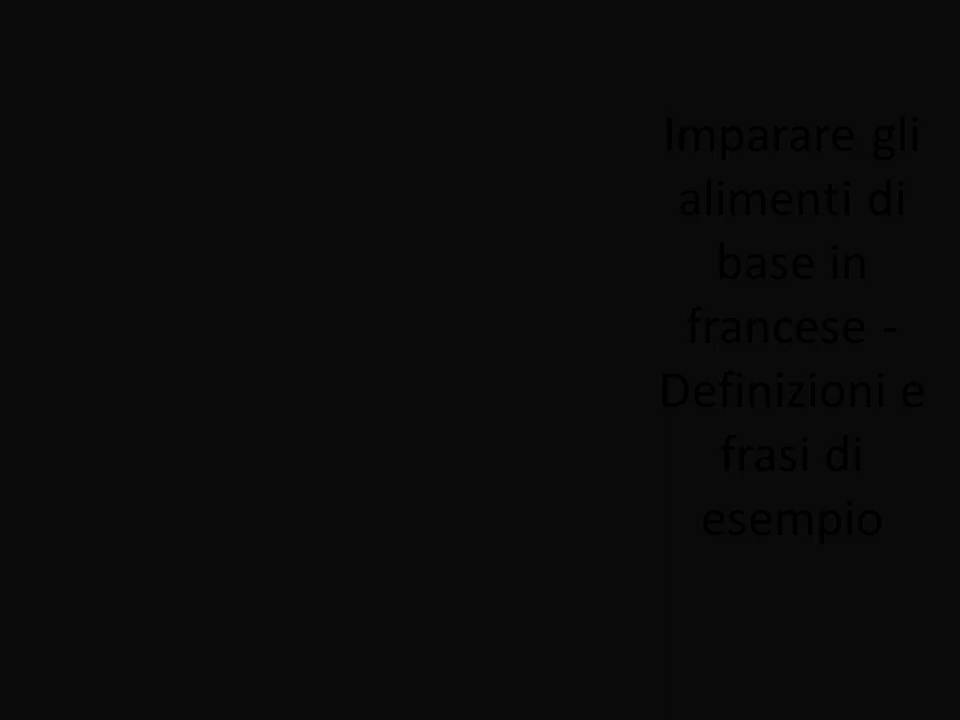 Imparare gli
alimenti di
base in
francese -
Definizioni e
frasi di
esempio